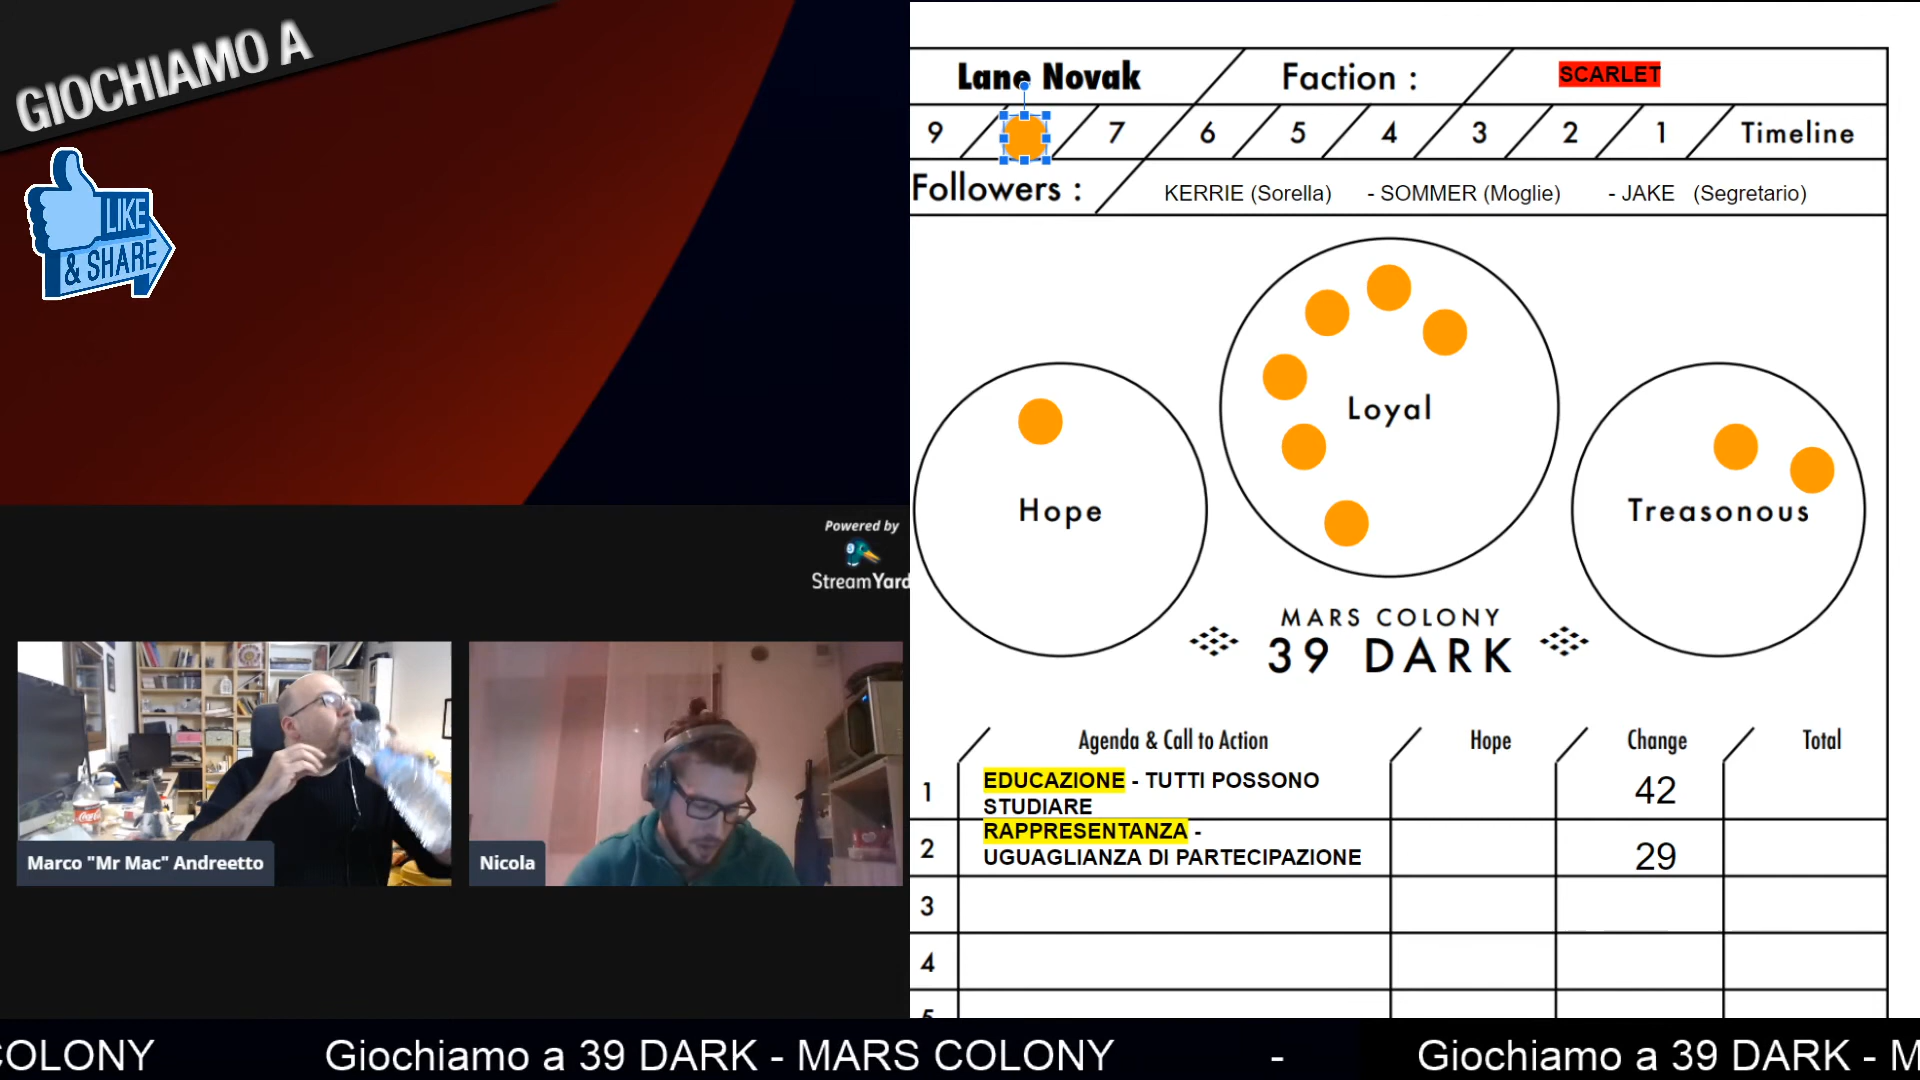 GIOCHIAMO A
LIKE
& SHARE
Powered by
StreamYard
Marco "Mr Mac" Andreetto
Nicola
Lane Novak
Faction :
SCARLET
9 7 6 5 4 3 2 1 Timeline
Followers : KERRIE (Sorella) - SOMMER (Moglie) - JAKE (Segretario)
Loyal
Hope
Treasonous
MARS COLONY
39 DARK
Agenda & Call to Action Hope Change Total
1 EDUCAZIONE - TUTTI POSSONO
STUDIARE
42
2 RAPPRESENTANZA -
UGUAGLIANZA DI PARTECIPAZIONE
29
3
4
5
COLONY Giochiamo a 39 DARK - MARS COLONY - Giochiamo a 39 DARK - M